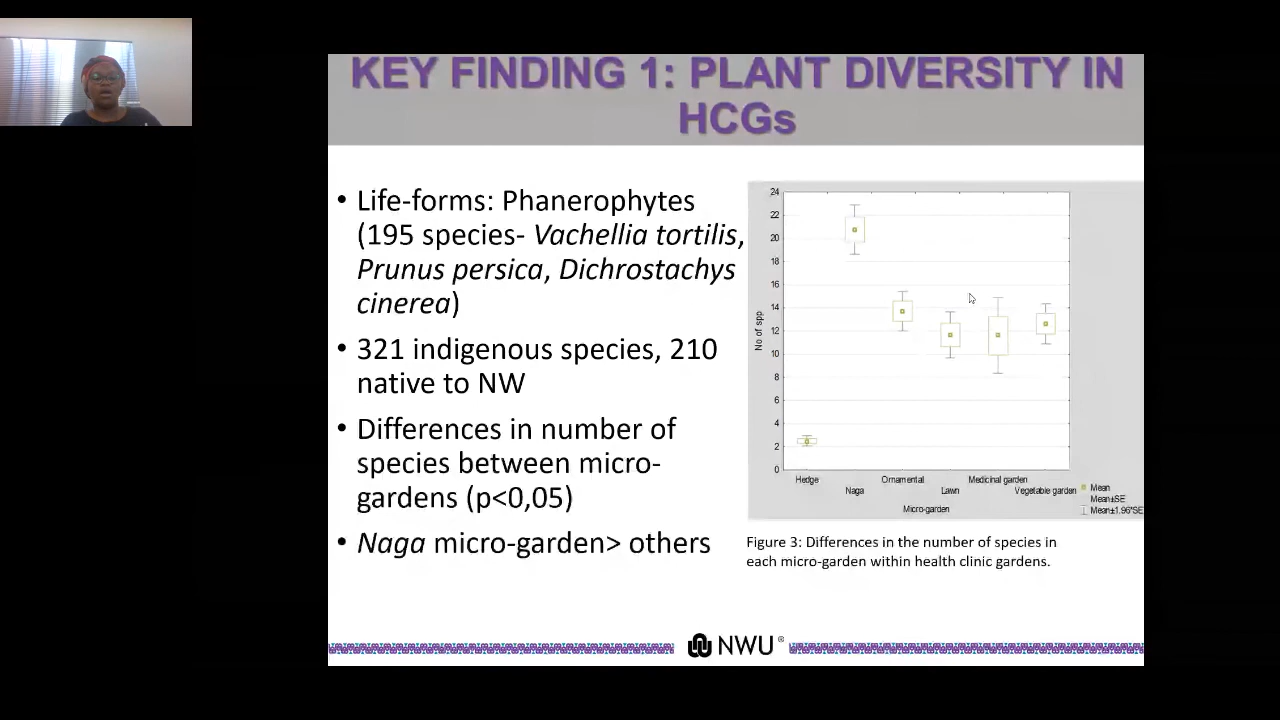 KEY FINDING 1: PLANT DIVERSITY IN
HCGs
• Life-forms: Phanerophytes
(195 species- Vachellia tortilis,
Prunus persica, Dichrostachys
cinerea)
• 321 indigenous species, 210
native to NW
• Differences in number of
species between micro-
gardens (p<0,05)
• Naga micro-garden> others
24
22
20
18
16
14
12
10
8
6
4
2
0
No of spp
Hedge
Naga
Ornamental
Lawn
Medicinal garden
Vegetable garden
Micro-garden
Mean
Mean±SE
Mean±1.96*SE
Figure 3: Differences in the number of species in
each micro-garden within health clinic gardens.
NWU®